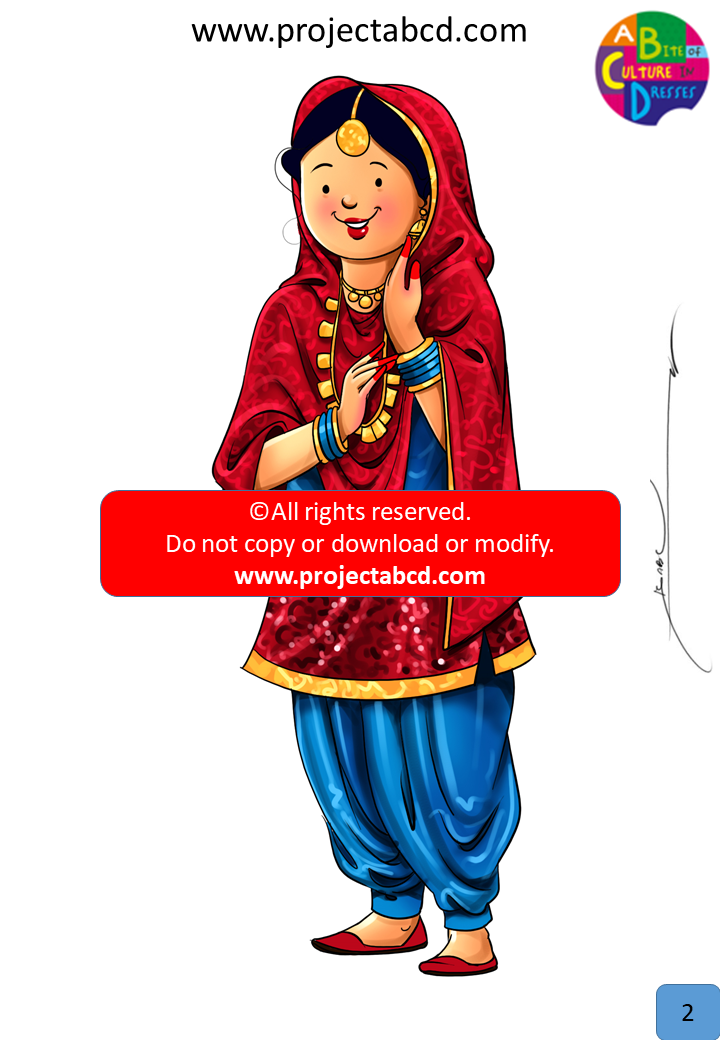 www.projectabcd.com
A BITE OF
CULTURE IN
DRESSES
©All rights reserved.
Do not copy or download or modify.
www.projectabcd.com
2